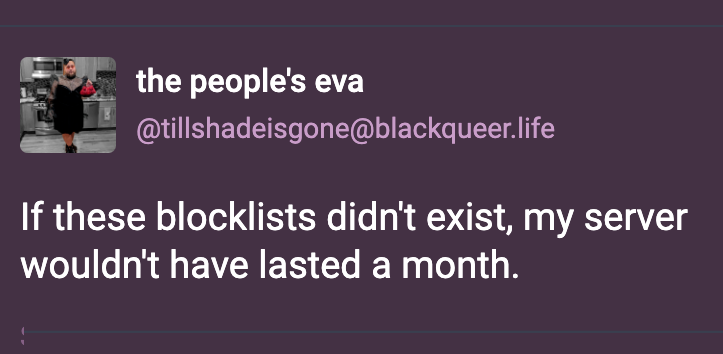 the people's eva
@tillshadeisgone@blackqueer.life
If these blocklists didn't exist, my server
wouldn't have lasted a month.